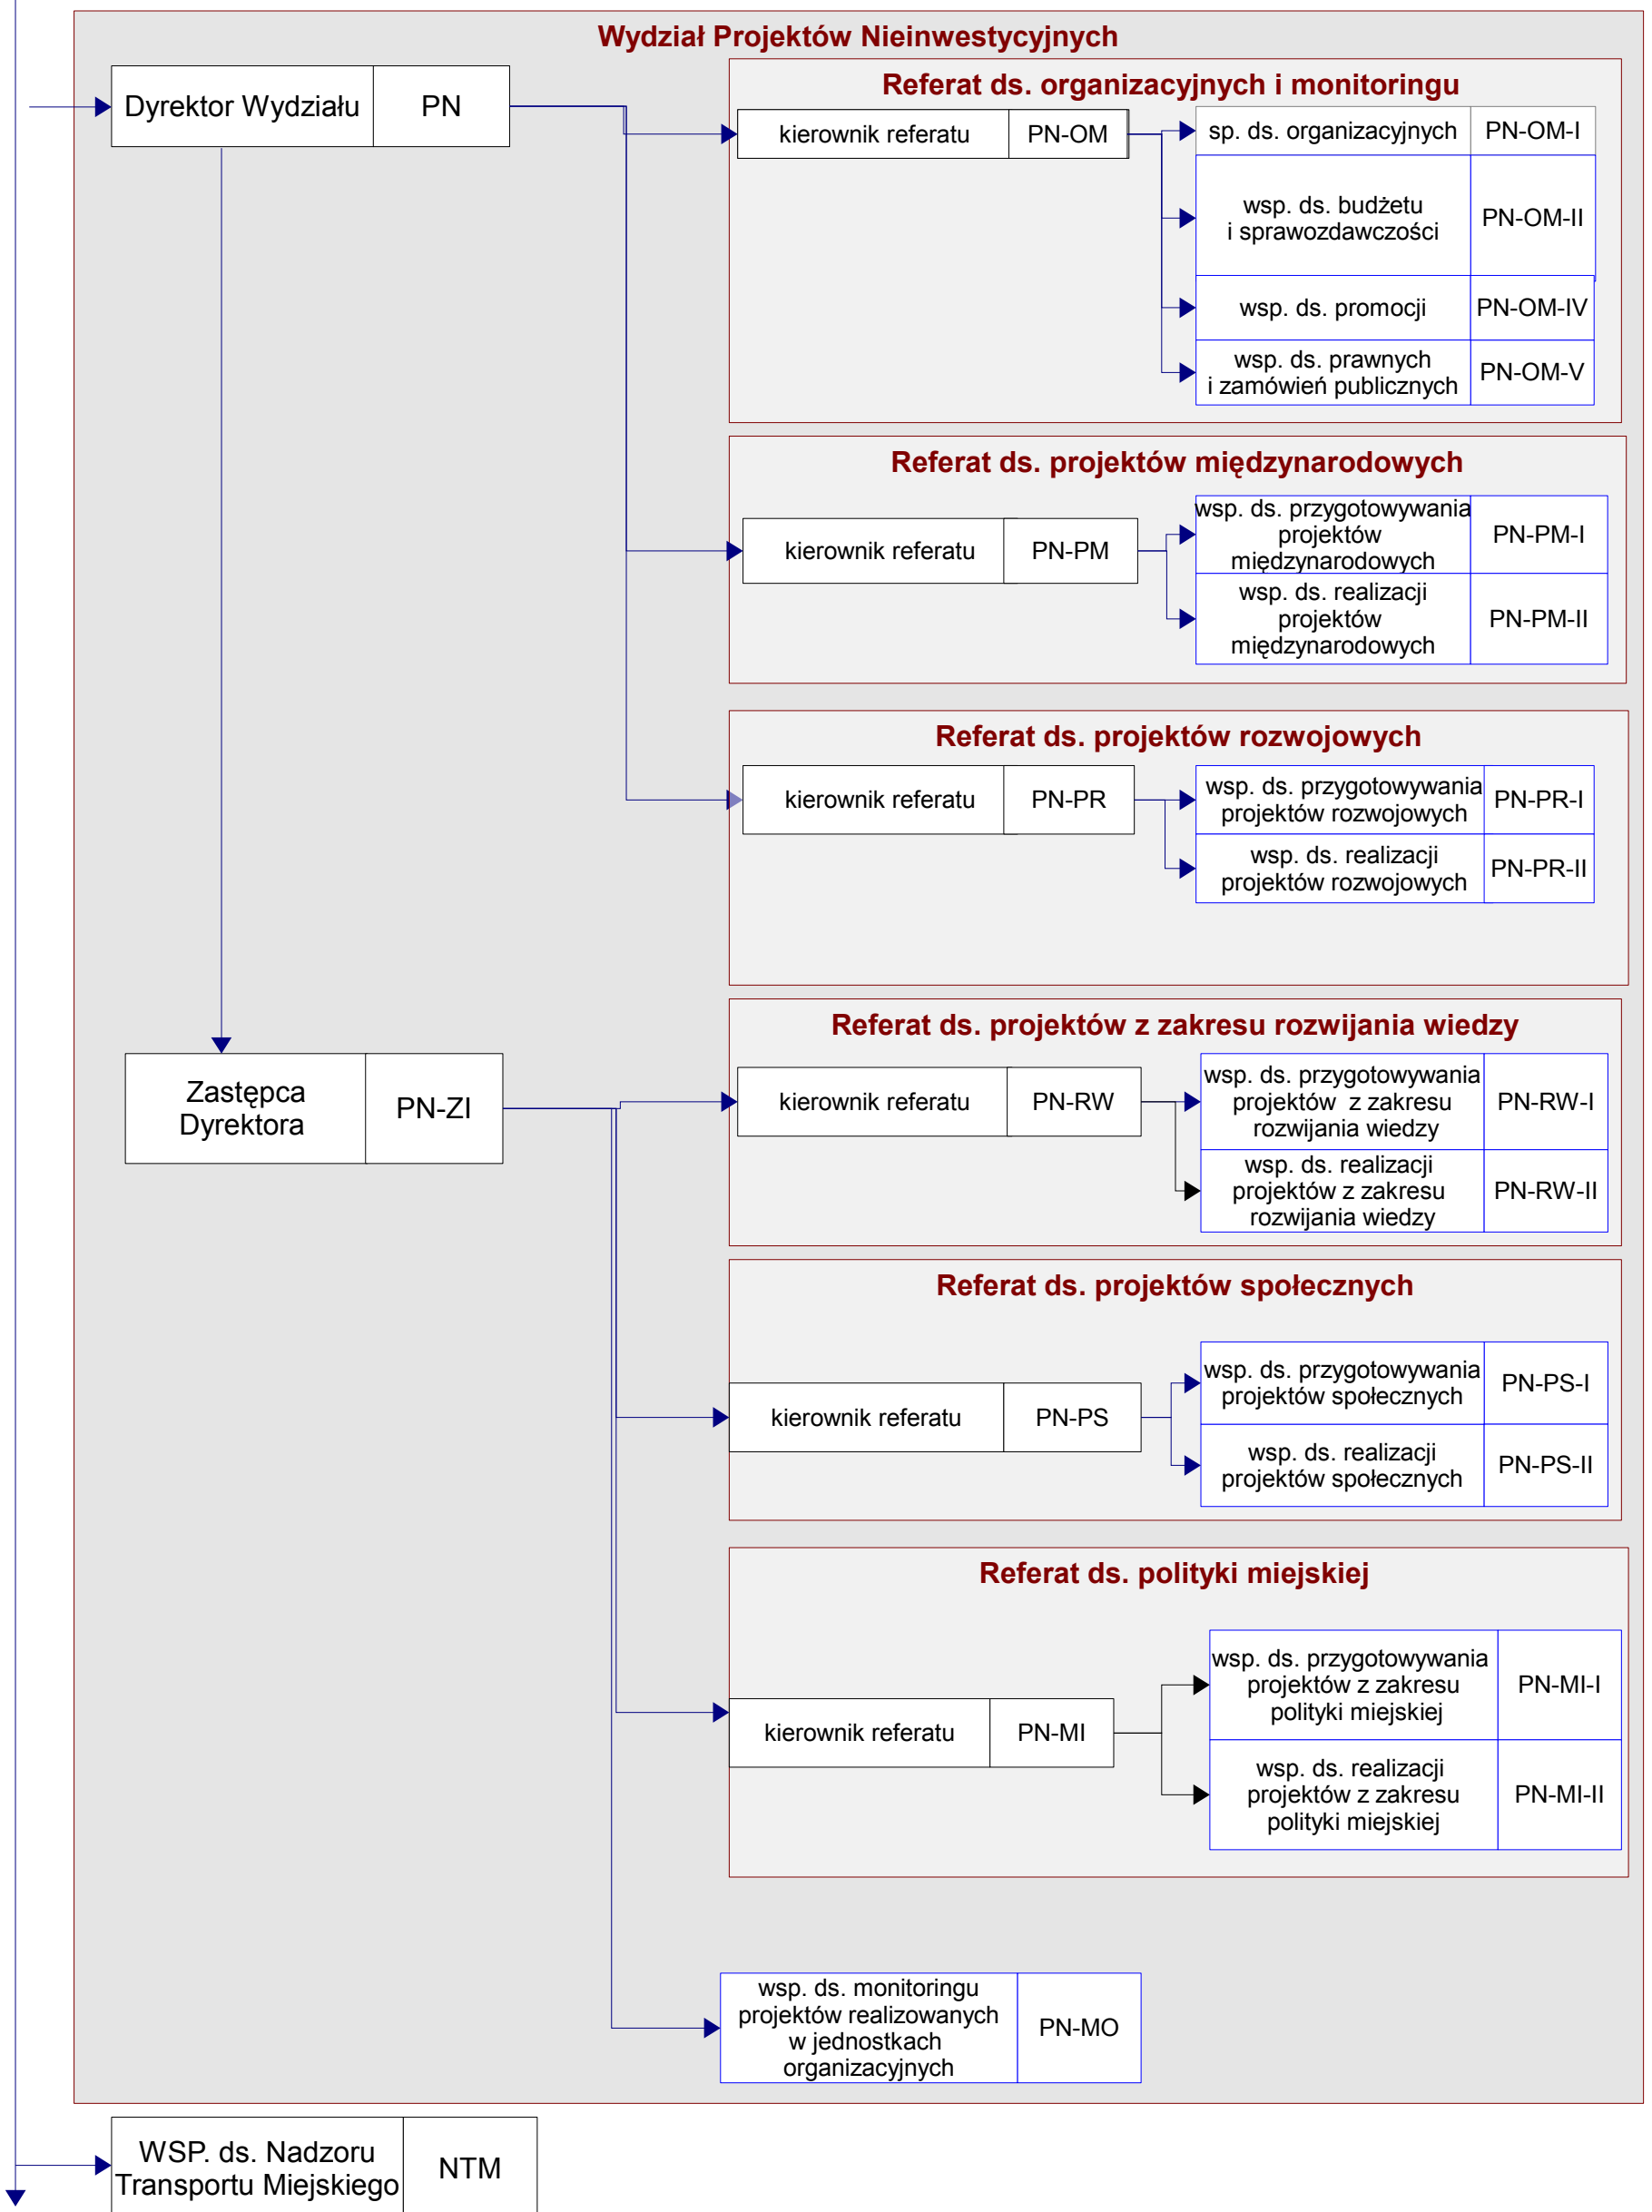 Wydział Projektów Nieinwestycyjnych
Dyrektor Wydziału PN
Referat ds. organizacyjnych i monitoringu
kierownik referatu PN-OM
sp. ds. organizacyjnych PN-OM-I
wsp. ds. budżetu
i sprawozdawczości PN-OM-II
wsp. ds. promocji PN-OM-IV
wsp. ds. prawnych
i zamówień publicznych PN-OM-V
Referat ds. projektów międzynarodowych
kierownik referatu PN-PM
wsp. ds. przygotowywania
projektów
międzynarodowych PN-PM-I
wsp. ds. realizacji
projektów
międzynarodowych PN-PM-II
Referat ds. projektów rozwojowych
kierownik referatu PN-PR
wsp. ds. przygotowywania
projektów rozwojowych PN-PR-I
wsp. ds. realizacji
projektów rozwojowych PN-PR-II
Zastępca
Dyrektora PN-ZI
Referat ds. projektów z zakresu rozwijania wiedzy
kierownik referatu PN-RW
wsp. ds. przygotowywania
projektów z zakresu
rozwijania wiedzy PN-RW-I
wsp. ds. realizacji
projektów z zakresu
rozwijania wiedzy PN-RW-II
Referat ds. projektów społecznych
kierownik referatu PN-PS
wsp. ds. przygotowywania
projektów społecznych PN-PS-I
wsp. ds. realizacji
projektów społecznych PN-PS-II
Referat ds. polityki miejskiej
kierownik referatu PN-MI
wsp. ds. przygotowywania
projektów z zakresu
polityki miejskiej PN-MI-I
wsp. ds. realizacji
projektów z zakresu
polityki miejskiej PN-MI-II
wsp. ds. monitoringu
projektów realizowanych
w jednostkach
organizacyjnych PN-MO
WSP. ds. Nadzoru
Transportu Miejskiego NTM